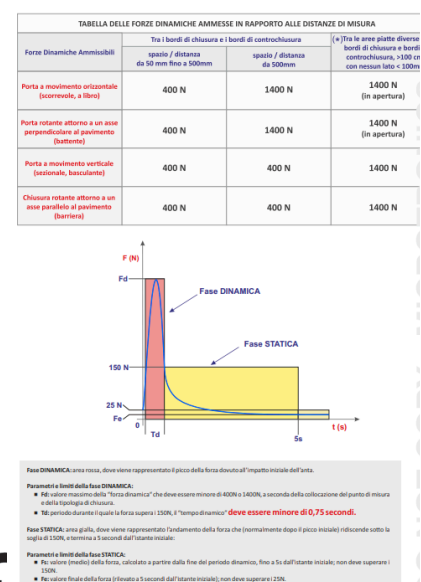 TABELLA DELLE FORZE DINAMICHE AMMESSE IN RAPPORTO ALLE DISTANZE DI MISURA
Forze Dinamiche Ammissibili
Tra i bordi di chiusura e i bordi di controchiusura
(*)Tra le aree piatte diverse
bordi di chiusura e bordi
controchiusura, >100 cm
con nessun lato < 100m
spazio / distanza
da 50 mm fino a 500mm
spazio / distanza
da 500mm
Porta a movimento orizzontale
(scorrevole, a libro)
400 N
1400 N
1400 N
(in apertura)
Porta rotante attorno a un asse
perpendicolare al pavimento
(battente)
400 N
1400 N
1400 N
(in apertura)
Porta a movimento verticale
(sezionale, basculante)
400 N
400 N
1400 N
Chiusura rotante attorno a un
asse parallelo al pavimento
(barriera)
400 N
400 N
1400 N
F (N)
Fd
Fase DINAMICA
Fase STATICA
150 N
25 N
Fe
0
Td
5s
t (s)
Fase DINAMICA: area rossa, dove viene rappresentato il picco della forza dovuto all'impatto iniziale dell'anta.
Parametri e limiti della fase DINAMICA:
■ Fd: valore massimo della "forza dinamica" che deve essere minore di 400N o 1400N, a seconda della collocazione del punto di misura
e della tipologia di chiusura.
■ Td: periodo durante il quale la forza supera i 150N, il "tempo dinamico" deve essere minore di 0,75 secondi.
Fase STATICA: area gialla, dove viene rappresentato l'andamento della forza che (normalmente dopo il picco iniziale) ridiscende sotto la
soglia di 150N, e termina a 5 secondi dall'istante iniziale:
Parametri e limiti della fase STATICA:
■ Fs: valore (medio) della forza, calcolato a partire dalla fine del periodo dinamico, fino a 5s dall'istante iniziale; non deve superare i
150N.
■ Fe: valore finale della forza (rilevato a 5 secondi dall'istante iniziale); non deve superare i 25N.